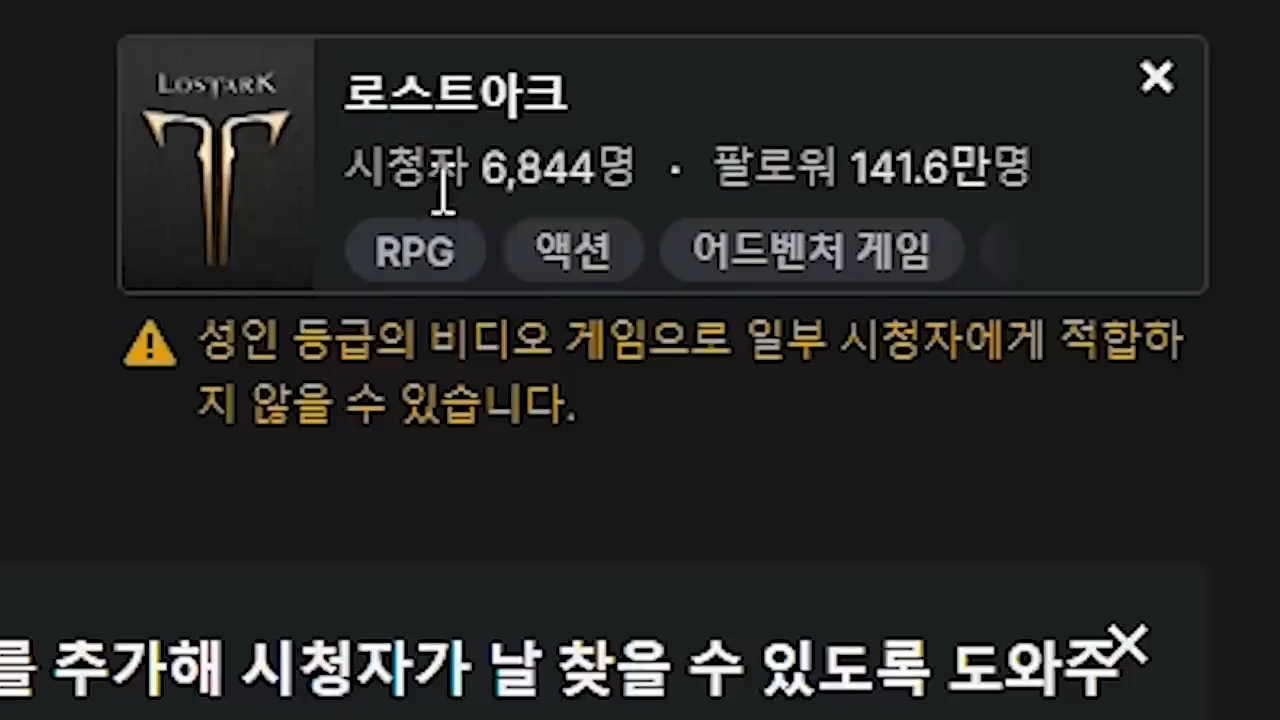 LOSTARK
로스트아크
시청자 6,844명 · 팔로워 141.6만명
RPG 액션 어드벤처 게임
성인 등급의 비디오 게임으로 일부 시청자에게 적합하
지 않을 수 있습니다.
를 추가해 시청자가 날 찾을 수 있도록 도와주